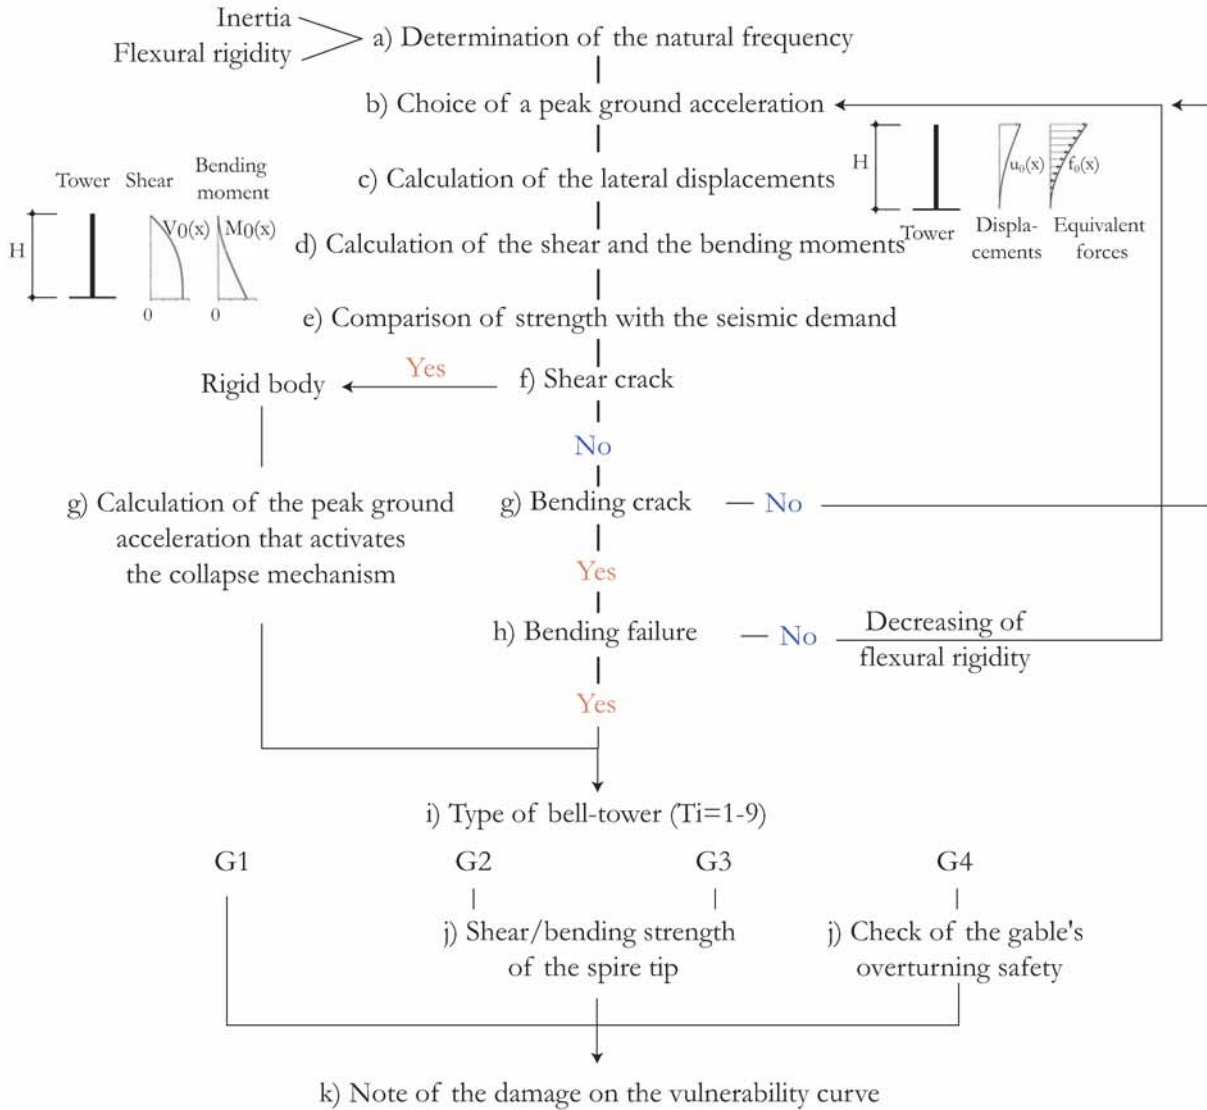 Inertia
Flexural rigidity
a) Determination of the natural frequency
b) Choice of a peak ground acceleration
H
u0(x)
f0(x)
Tower
Displa-
cements
Equivalent
forces
c) Calculation of the lateral displacements
Tower
Shear
Bending
moment
H
V0(x)
M0(x)
0
0
d) Calculation of the shear and the bending moments
e) Comparison of strength with the seismic demand
Rigid body
Yes
f) Shear crack
No
g) Calculation of the peak ground
acceleration that activates
the collapse mechanism
g) Bending crack
No
Yes
h) Bending failure
No
Decreasing of
flexural rigidity
Yes
i) Type of bell-tower (Ti=1-9)
G1
G2
G3
G4
j) Shear/bending strength
of the spire tip
j) Check of the gable's
overturning safety
k) Note of the damage on the vulnerability curve